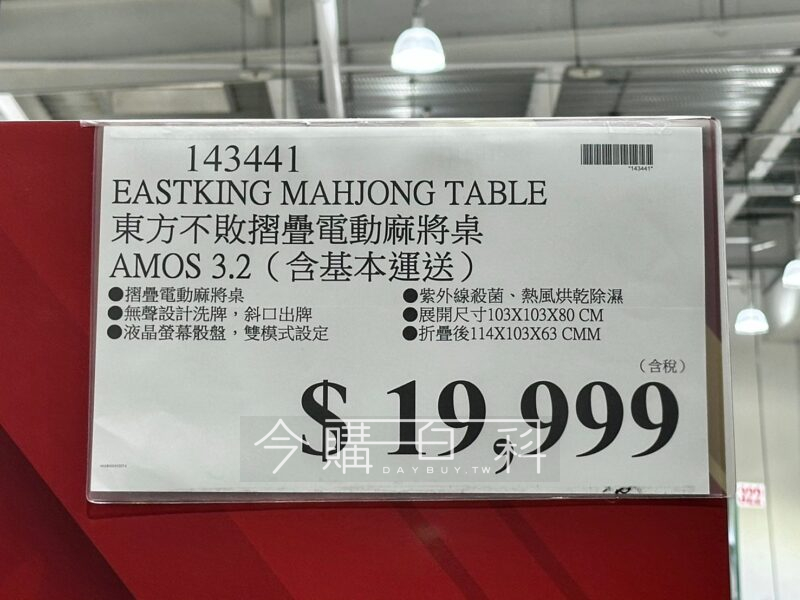 143441
"143441"
EASTKING MAHJONG TABLE
東方不敗摺疊電動麻將桌
AMOS 3.2（含基本運送）
●摺疊電動麻將桌
●無聲設計洗牌，斜口出牌
●液晶螢幕骰盤，雙模式設定
●紫外線殺菌、熱風烘乾除濕
●展開尺寸103X103X80 CM
●折疊後114X103X63 CMM
（含稅）
$ 19,999
今購百科
DAYBUY.TW
322